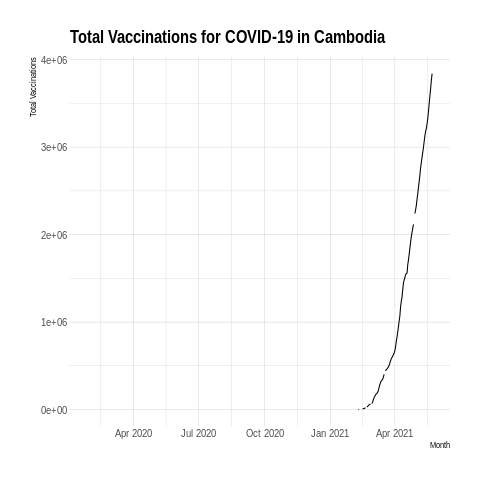 Total Vaccinations for COVID-19 in Cambodia
Total Vaccinations
4e+06
3e+06
2e+06
1e+06
0e+00
Apr 2020
Jul 2020
Oct 2020
Jan 2021
Apr 2021
Month